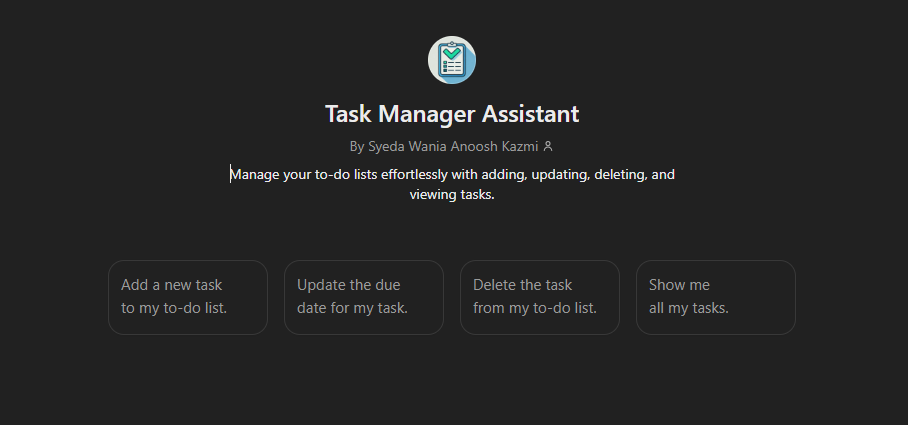 Task Manager Assistant
By Syeda Wania Anoosh Kazmi
Manage your to-do lists effortlessly with adding, updating, deleting, and
viewing tasks.
Add a new task
to my to-do list.
Update the due
date for my task.
Delete the task
from my to-do list.
Show me
all my tasks.